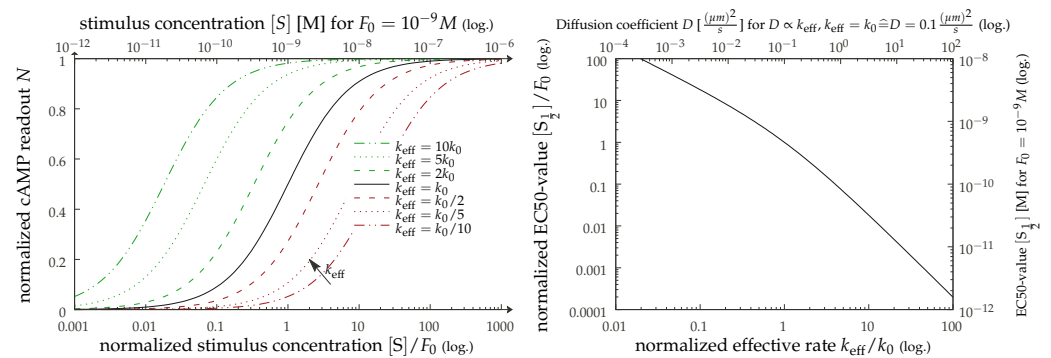 stimulus concentration [S] [M] for F₀ = 10⁻⁹M (log.)
10⁻¹² 10⁻¹¹ 10⁻¹⁰ 10⁻⁹ 10⁻⁸ 10⁻⁷ 10⁻⁶
normalized cAMP readout N
1
0.8
0.6
0.4
0.2
0
k_eff = 10k₀
k_eff = 5k₀
k_eff = 2k₀
k_eff = k₀
k_eff = k₀/2
k_eff = k₀/5
k_eff = k₀/10
k_eff
0.001 0.01 0.1 1 10 100 1000
normalized stimulus concentration [S]/F₀ (log.)
Diffusion coefficient D [(μm)²/s] for D ∝ k_eff, k_eff = k₀ ≙ D = 0.1 (μm)²/s (log.)
10⁻⁴ 10⁻³ 10⁻² 10⁻¹ 10⁰ 10¹ 10²
normalized EC50-value [S_½]/F₀ (log.)
100
10
1
0.1
0.01
0.001
0.0001
10⁻⁸
10⁻⁹
10⁻¹⁰
10⁻¹¹
10⁻¹²
EC50-value [S_½] [M] for F₀ = 10⁻⁹M (log.)
0.01 0.1 1 10 100
normalized effective rate k_eff/k₀ (log.)